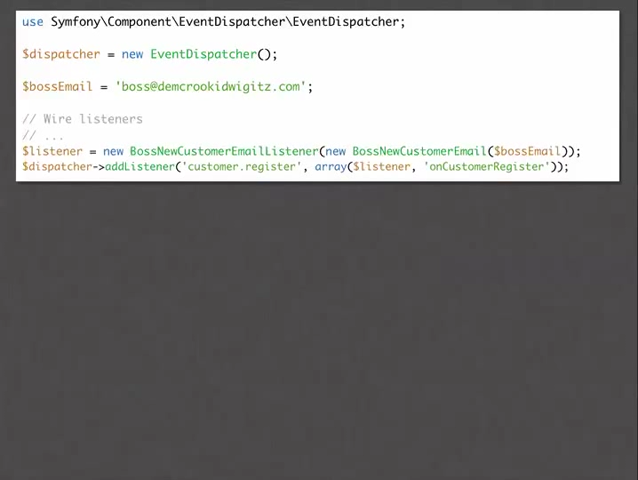 use Symfony\Component\EventDispatcher\EventDispatcher;
$dispatcher = new EventDispatcher();
$bossEmail = 'boss@demcrookidwigitz.com';
// Wire listeners
// ...
$listener = new BossNewCustomerEmailListener(new BossNewCustomerEmail($bossEmail));
$dispatcher->addListener('customer.register', array($listener, 'onCustomerRegister'));